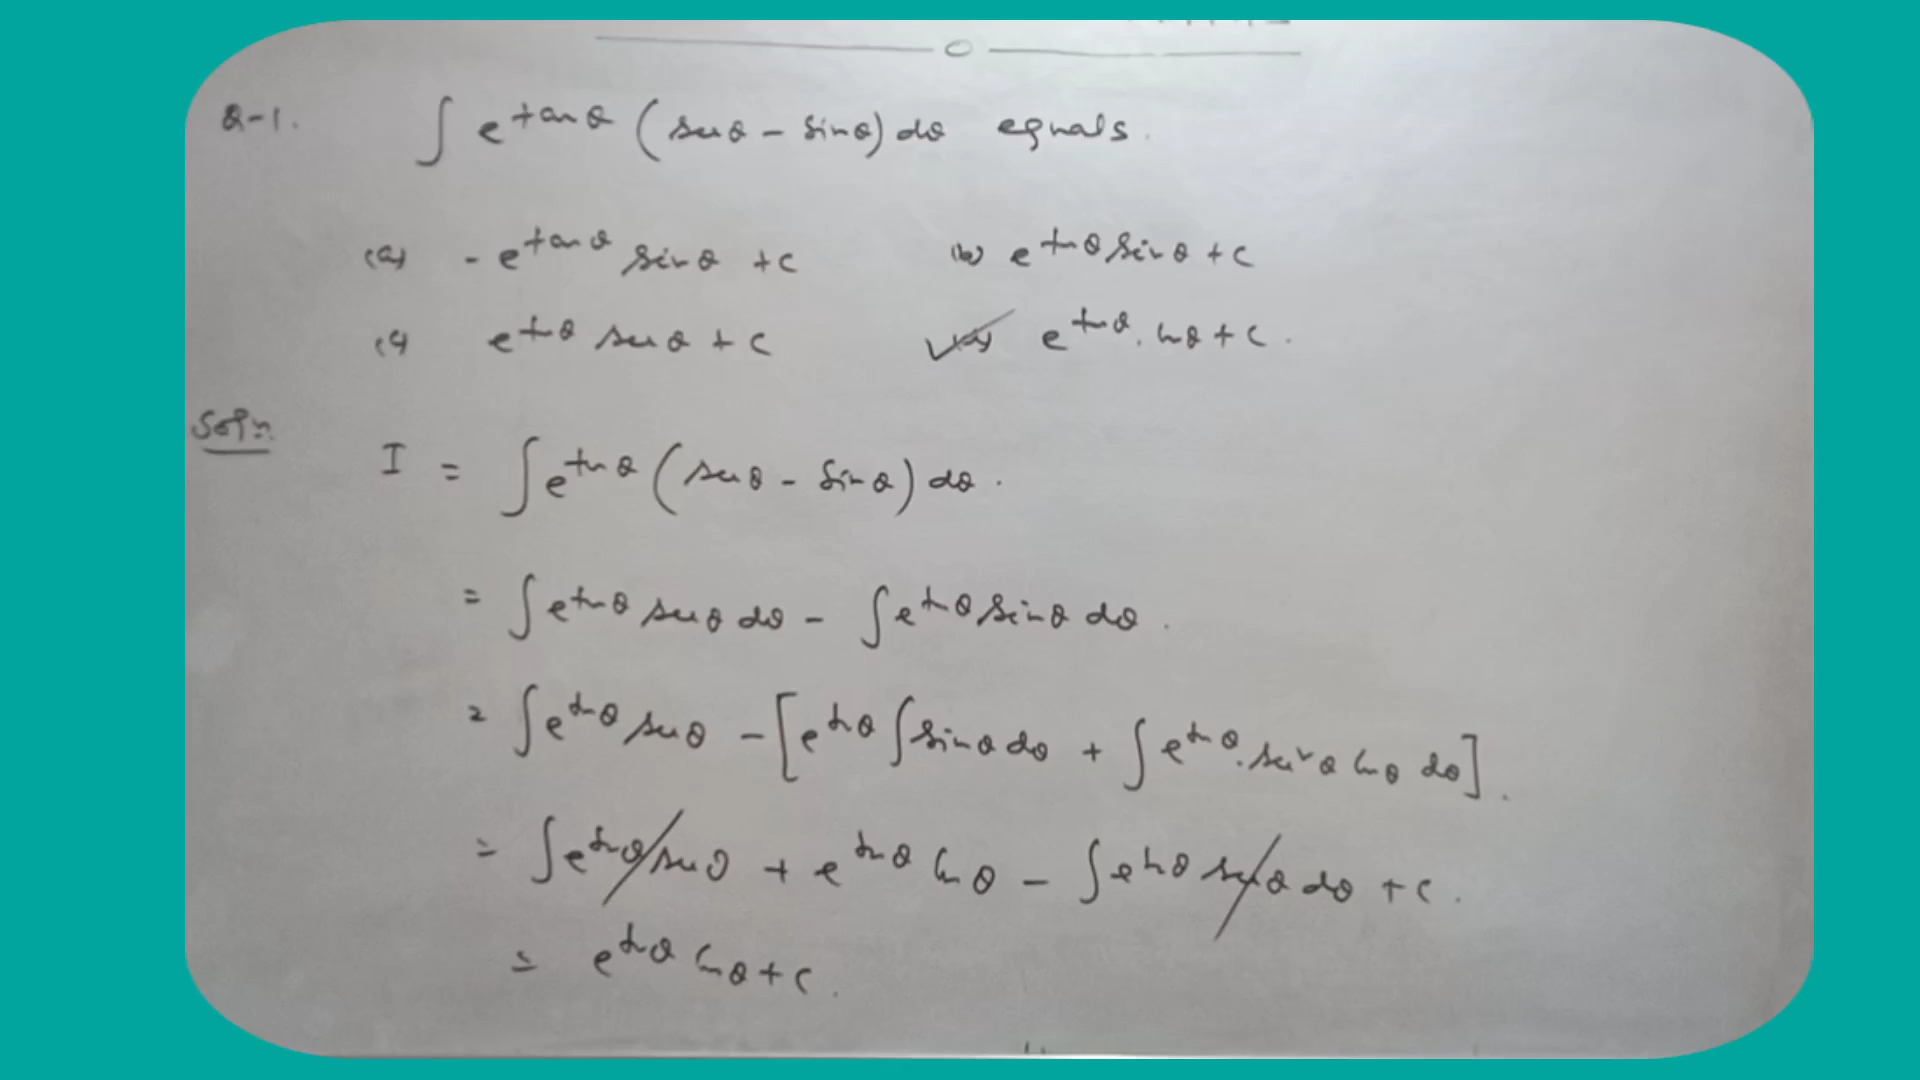 Q-1. ∫ e^tanθ (secθ - sinθ) dθ equals.
(a) - e^tanθ sinθ + c (b) e^tanθ sinθ + c
(c) e^tanθ secθ + c (d) e^tanθ . cosθ + c .
Soln
I = ∫ e^tanθ (secθ - sinθ) dθ .
= ∫ e^tanθ secθ dθ - ∫ e^tanθ sinθ dθ .
= ∫ e^tanθ secθ - [ e^tanθ ∫ sinθ dθ + ∫ e^tanθ . sec²θ cosθ dθ ] .
= ∫ e^tanθ secθ + e^tanθ cosθ - ∫ e^tanθ secθ dθ + c .
= e^tanθ cosθ + c .